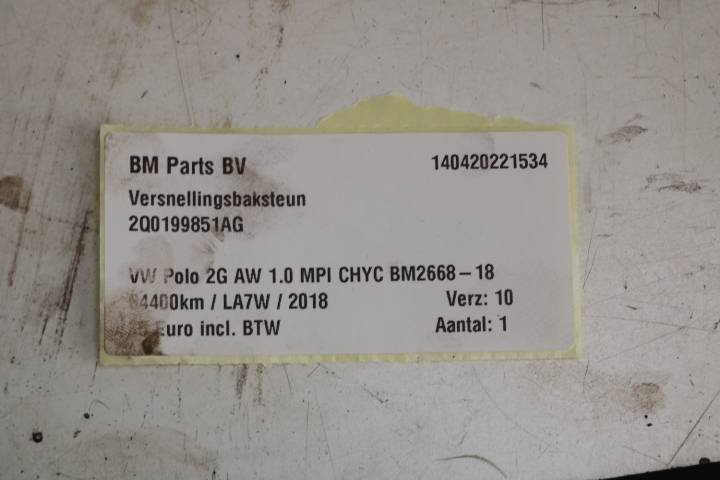 BM Parts BV 140420221534
Versnellingsbaksteun
2Q0199851AG
VW Polo 2G AW 1.0 MPI CHYC BM2668-18
/ LA7W / 2018 Verz: 10
Euro incl. BTW Aantal: 1